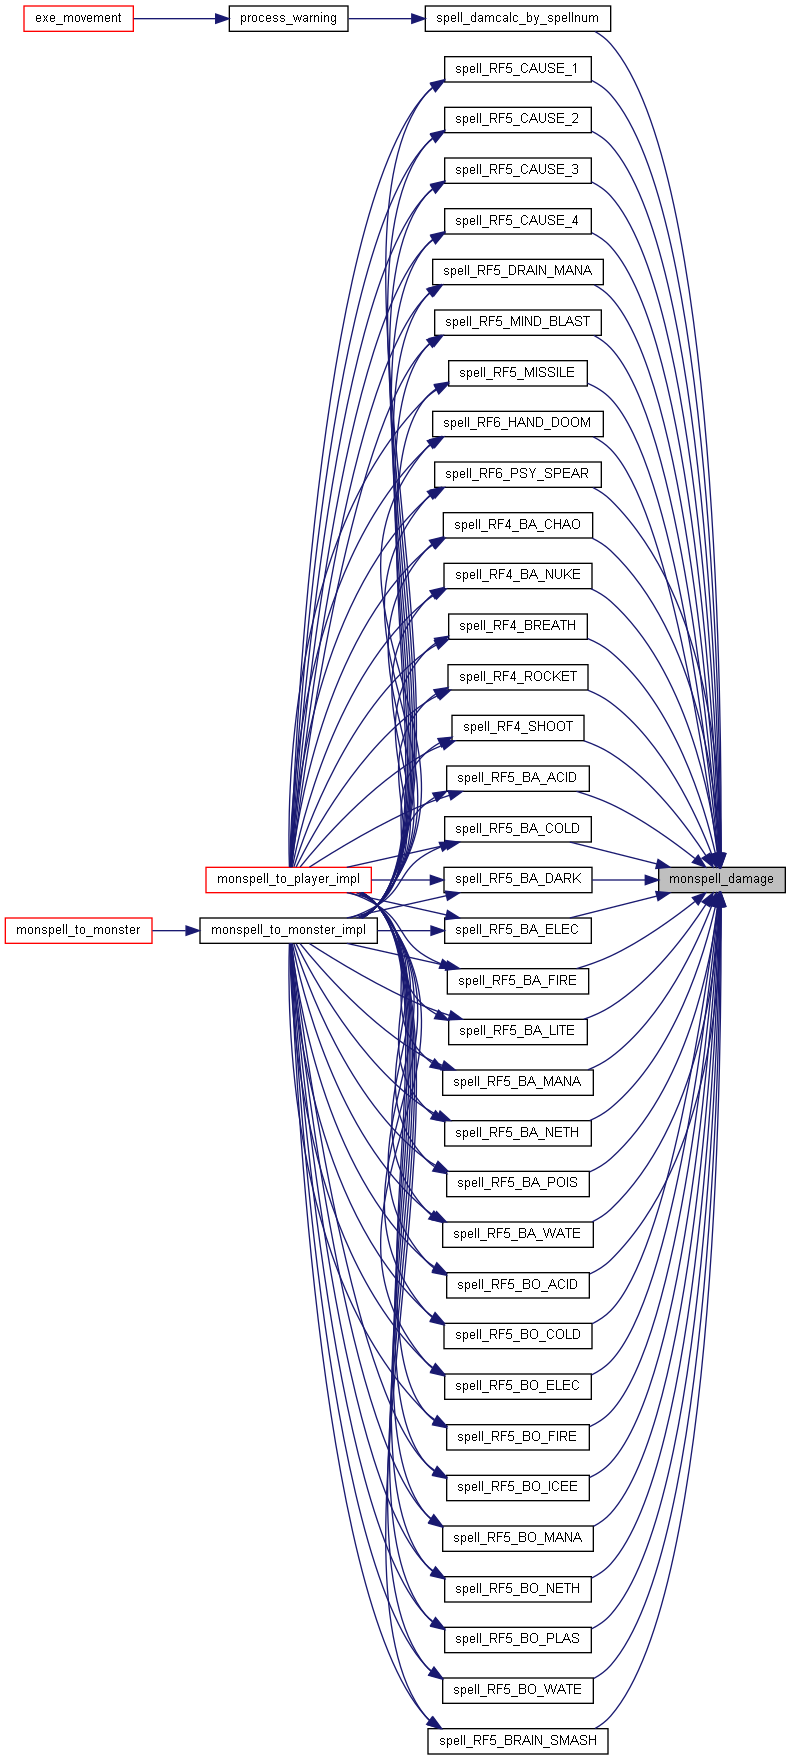 exe_movement
process_warning
spell_damcalc_by_spellnum
spell_RF5_CAUSE_1
spell_RF5_CAUSE_2
spell_RF5_CAUSE_3
spell_RF5_CAUSE_4
spell_RF5_DRAIN_MANA
spell_RF5_MIND_BLAST
spell_RF5_MISSILE
spell_RF6_HAND_DOOM
spell_RF6_PSY_SPEAR
spell_RF4_BA_CHAO
spell_RF4_BA_NUKE
spell_RF4_BREATH
spell_RF4_ROCKET
spell_RF4_SHOOT
spell_RF5_BA_ACID
spell_RF5_BA_COLD
monspell_to_player_impl
spell_RF5_BA_DARK
monspell_damage
monspell_to_monster
monspell_to_monster_impl
spell_RF5_BA_ELEC
spell_RF5_BA_FIRE
spell_RF5_BA_LITE
spell_RF5_BA_MANA
spell_RF5_BA_NETH
spell_RF5_BA_POIS
spell_RF5_BA_WATE
spell_RF5_BO_ACID
spell_RF5_BO_COLD
spell_RF5_BO_ELEC
spell_RF5_BO_FIRE
spell_RF5_BO_ICEE
spell_RF5_BO_MANA
spell_RF5_BO_NETH
spell_RF5_BO_PLAS
spell_RF5_BO_WATE
spell_RF5_BRAIN_SMASH